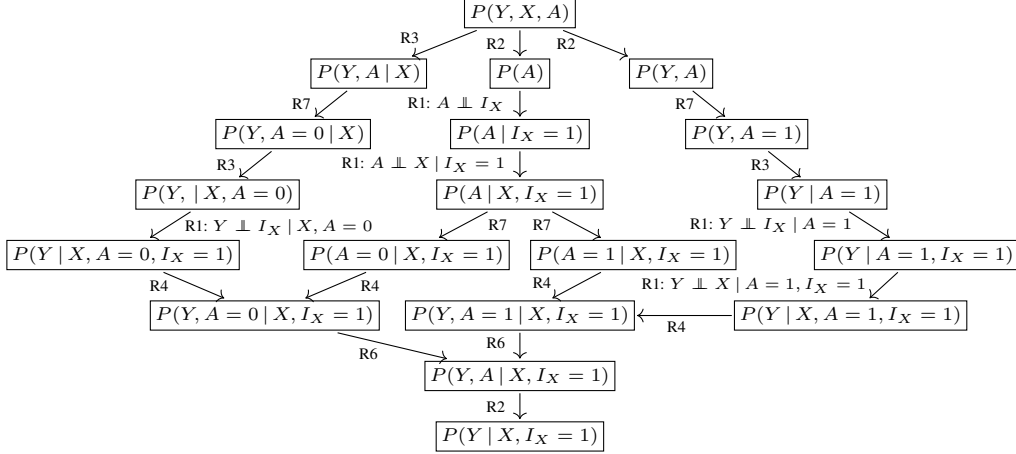 P(Y, X, A)
R3 R2 R2
P(Y, A | X) P(A) P(Y, A)
R7 R1: A ⫫ I_X R7
P(Y, A = 0 | X) P(A | I_X = 1) P(Y, A = 1)
R3 R1: A ⫫ X | I_X = 1 R3
P(Y, | X, A = 0) P(A | X, I_X = 1) P(Y | A = 1)
R1: Y ⫫ I_X | X, A = 0 R7 R7 R1: Y ⫫ I_X | A = 1
P(Y | X, A = 0, I_X = 1) P(A = 0 | X, I_X = 1) P(A = 1 | X, I_X = 1) P(Y | A = 1, I_X = 1)
R4 R4 R4 R1: Y ⫫ X | A = 1, I_X = 1
P(Y, A = 0 | X, I_X = 1) P(Y, A = 1 | X, I_X = 1) R4 P(Y | X, A = 1, I_X = 1)
R6 R6
P(Y, A | X, I_X = 1)
R2
P(Y | X, I_X = 1)